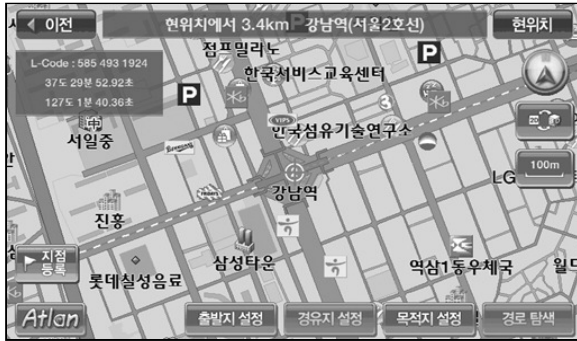 이전
현위치에서 3.4km 강남역(서울2호선)
현위치
점프밀라노
P
P
L-Code : 585 493 1924
37도 29분 52.92초
127도 1분 40.36초
한국서비스교육센터
3
서일중
VIPS
한국섬유기술연구소
100m
LG
강남역
진흥
지점
등록
삼성타운
역삼1동우체국
월드
롯데칠성음료
Atlan
출발지 설정
경유지 설정
목적지 설정
경로 탐색